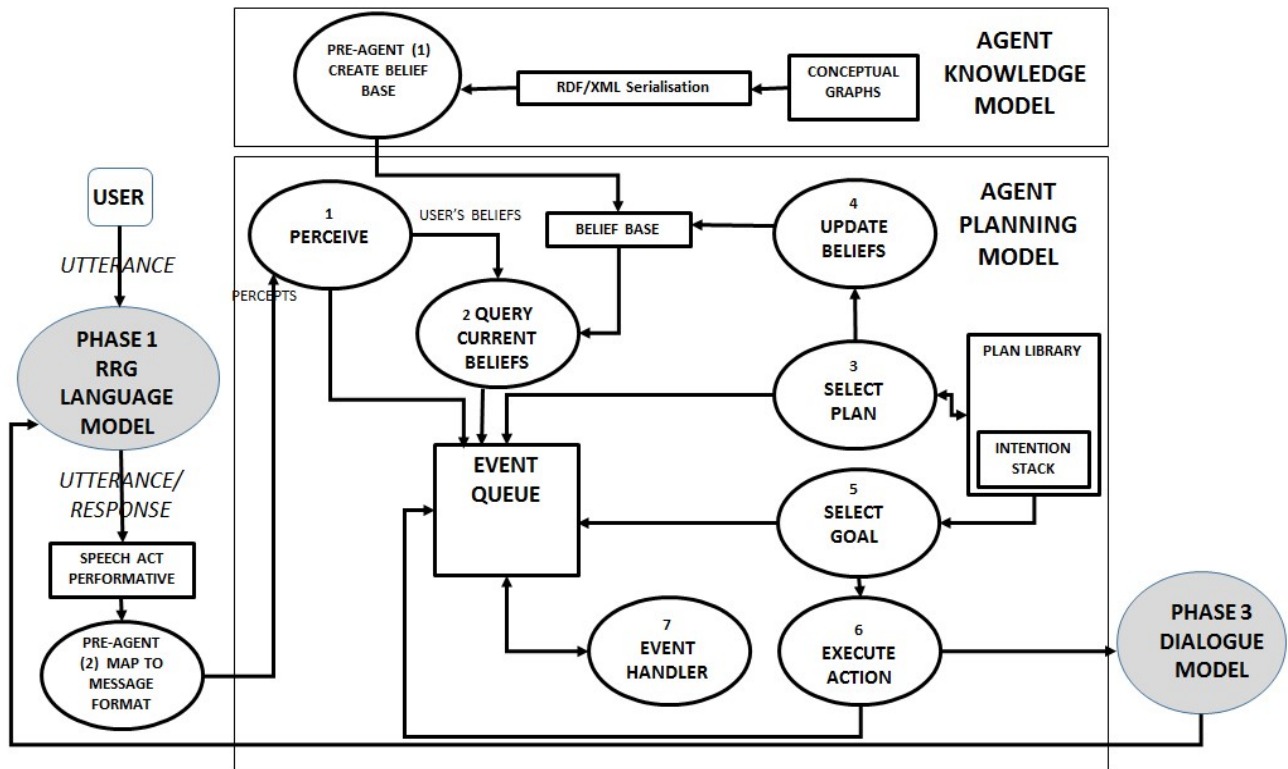 PRE-AGENT (1)
CREATE BELIEF
BASE
RDF/XML Serialisation
CONCEPTUAL
GRAPHS
AGENT
KNOWLEDGE
MODEL
USER
UTTERANCE
PHASE 1
RRG
LANGUAGE
MODEL
UTTERANCE/
RESPONSE
SPEECH ACT
PERFORMATIVE
PRE-AGENT
(2) MAP TO
MESSAGE
FORMAT
PERCEPTS
1
PERCEIVE
USER'S BELIEFS
BELIEF BASE
4
UPDATE
BELIEFS
AGENT
PLANNING
MODEL
2 QUERY
CURRENT
BELIEFS
3
SELECT
PLAN
PLAN LIBRARY
INTENTION
STACK
EVENT
QUEUE
5
SELECT
GOAL
7
EVENT
HANDLER
6
EXECUTE
ACTION
PHASE 3
DIALOGUE
MODEL